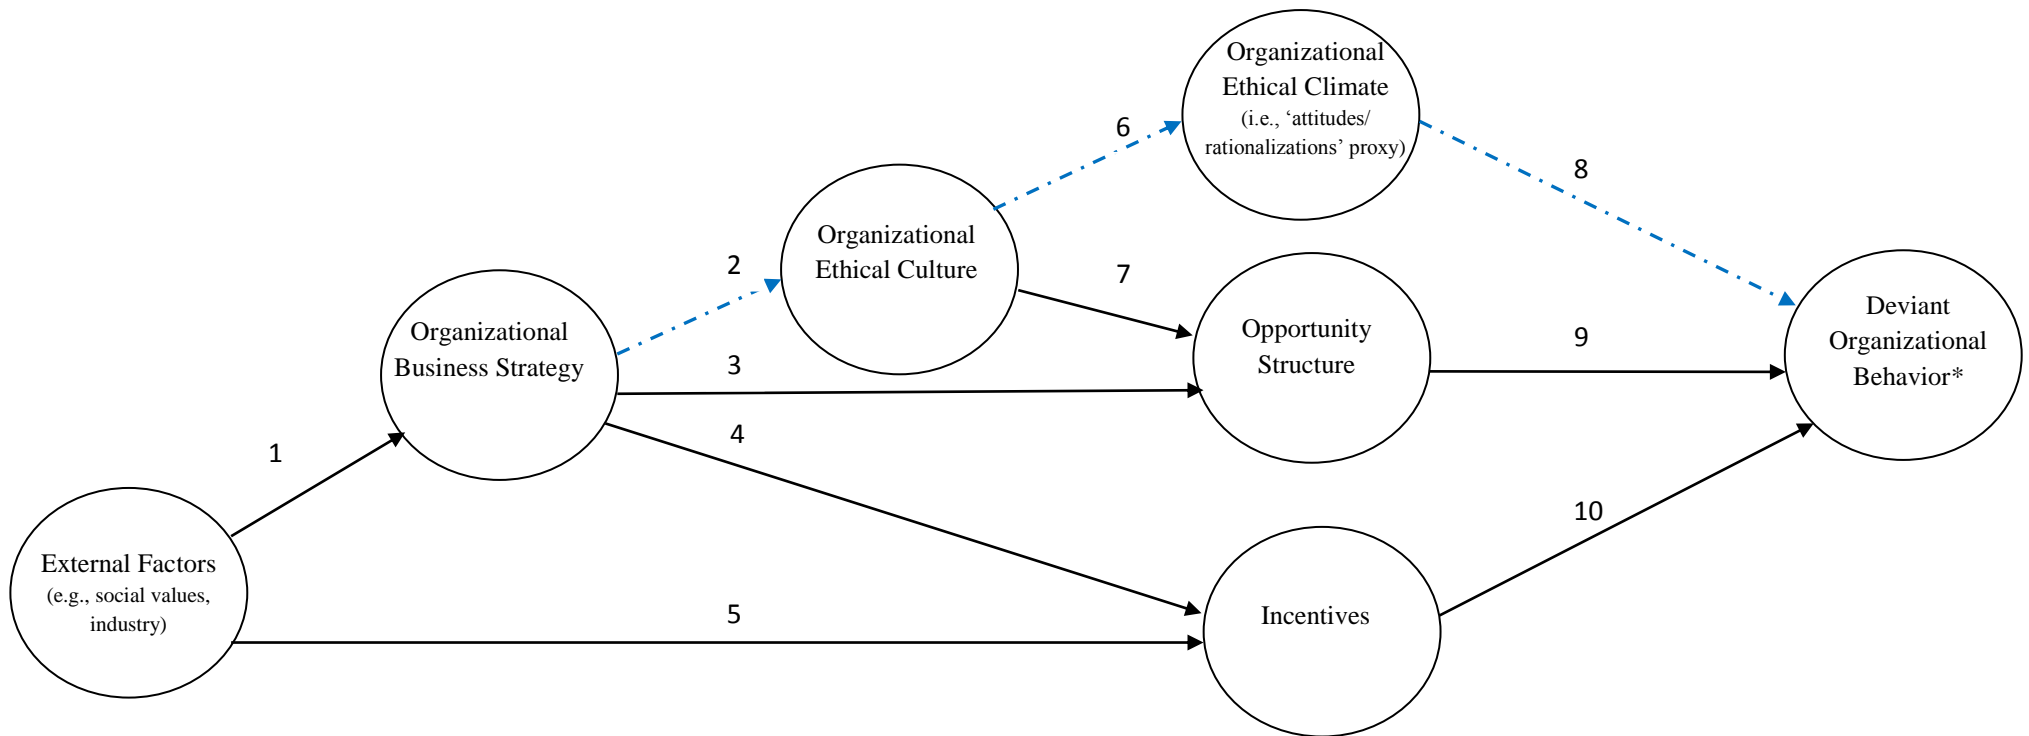 Organizational
Ethical Climate
(i.e., ‘attitudes/
rationalizations’ proxy)
6
8
Organizational
Ethical Culture
2
7
Organizational
Business Strategy
3
Opportunity
Structure
9
Deviant
Organizational
Behavior*
1
4
10
External Factors
(e.g., social values,
industry)
5
Incentives